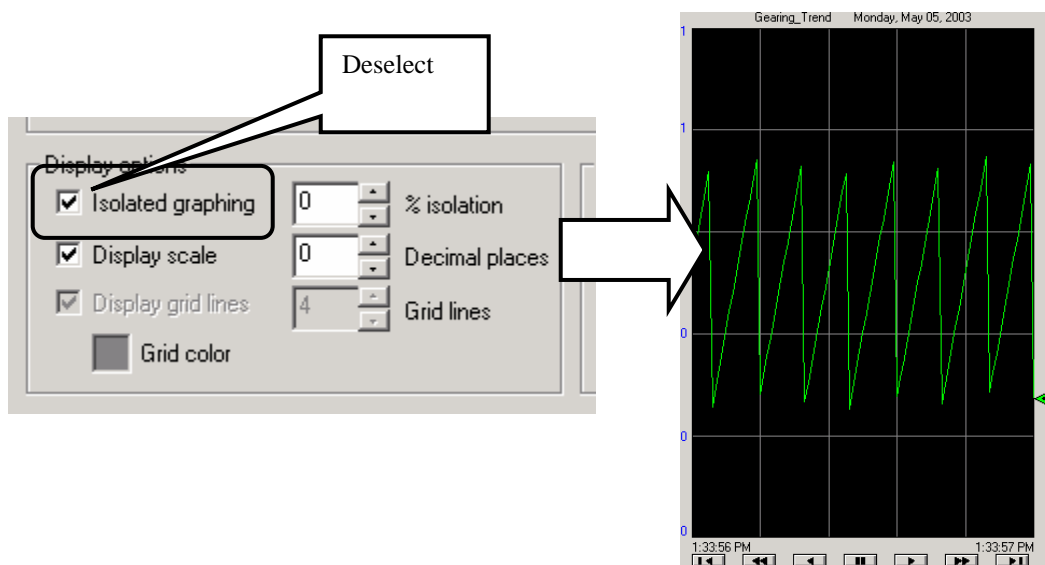 Deselect
Display options
Isolated graphing
0
% isolation
Display scale
0
Decimal places
Display grid lines
4
Grid lines
Grid color
Gearing_Trend Monday, May 05, 2003
1
1
0
0
0
1:33:56 PM 1:33:57 PM